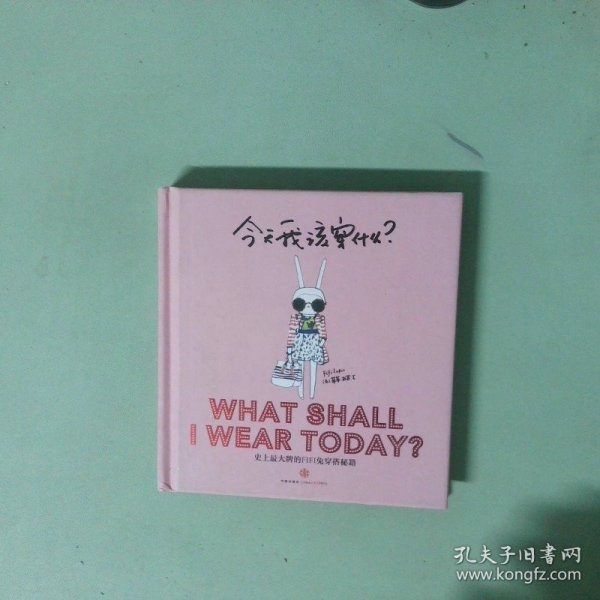 今天我该穿什么?
WHAT SHALL
I WEAR TODAY?
史上最大牌的FIFI兔穿搭秘籍
孔夫子旧书网
www.kongfz.com